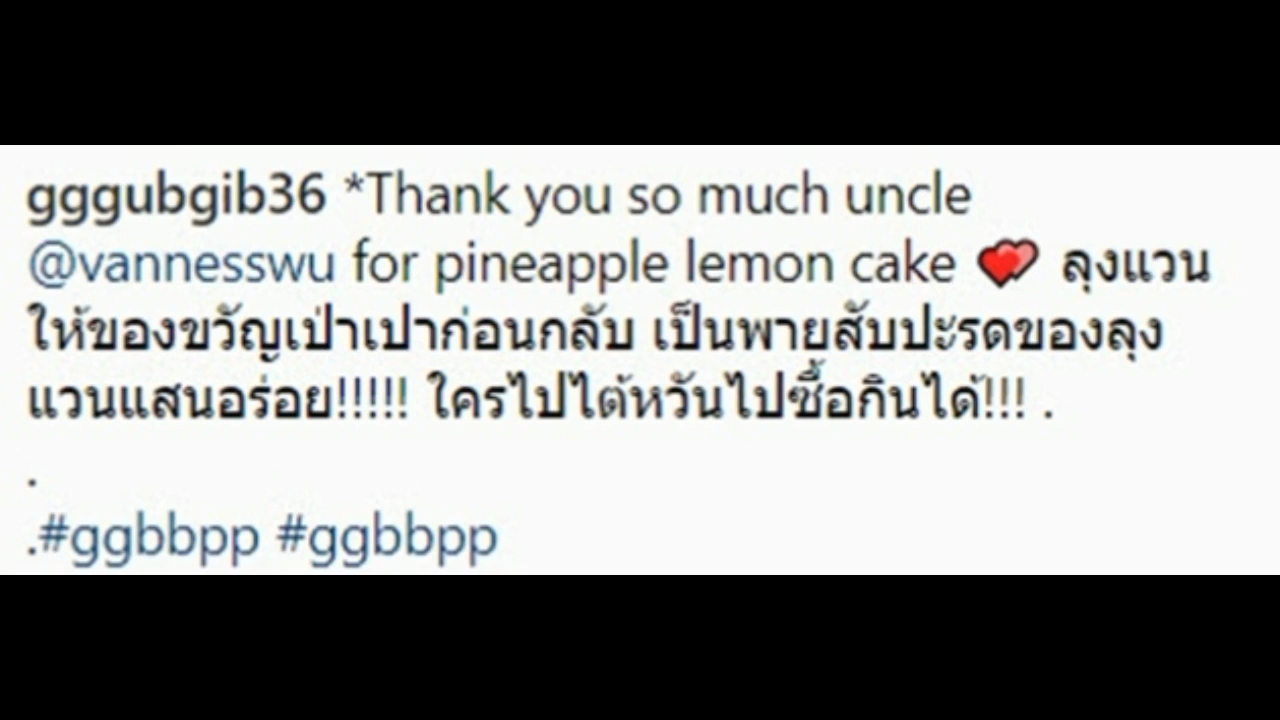 gggubgib36 *Thank you so much uncle
@vannesswu for pineapple lemon cake 💕 ลุงแวน
ให้ของขวัญเป่าเปาก่อนกลับ เป็นพายสับปะรดของลุง
แวนแสนอร่อย!!!!! ใครไปไต้หวันไปซื้อกินได้!!! .
.
.#ggbbpp #ggbbpp